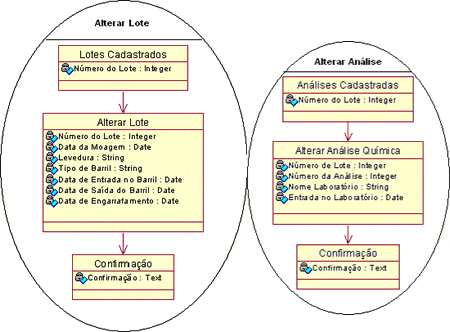 Alterar Lote
Lotes Cadastrados
Número do Lote : Integer
Alterar Lote
Número do Lote : Integer
Data da Moagem : Date
Levedura : String
Tipo de Barril : String
Data de Entrada no Barril : Date
Data de Saída do Barril : Date
Data de Engarrafamento : Date
Confirmação
Confirmação : Text
Alterar Análise
Análises Cadastradas
Número do Lote : Integer
Alterar Análise Química
Número de Lote : Integer
Número da Análise : Integer
Nome Laboratório : String
Entrada no Laboratório : Date
Confirmação
Confirmação : Text